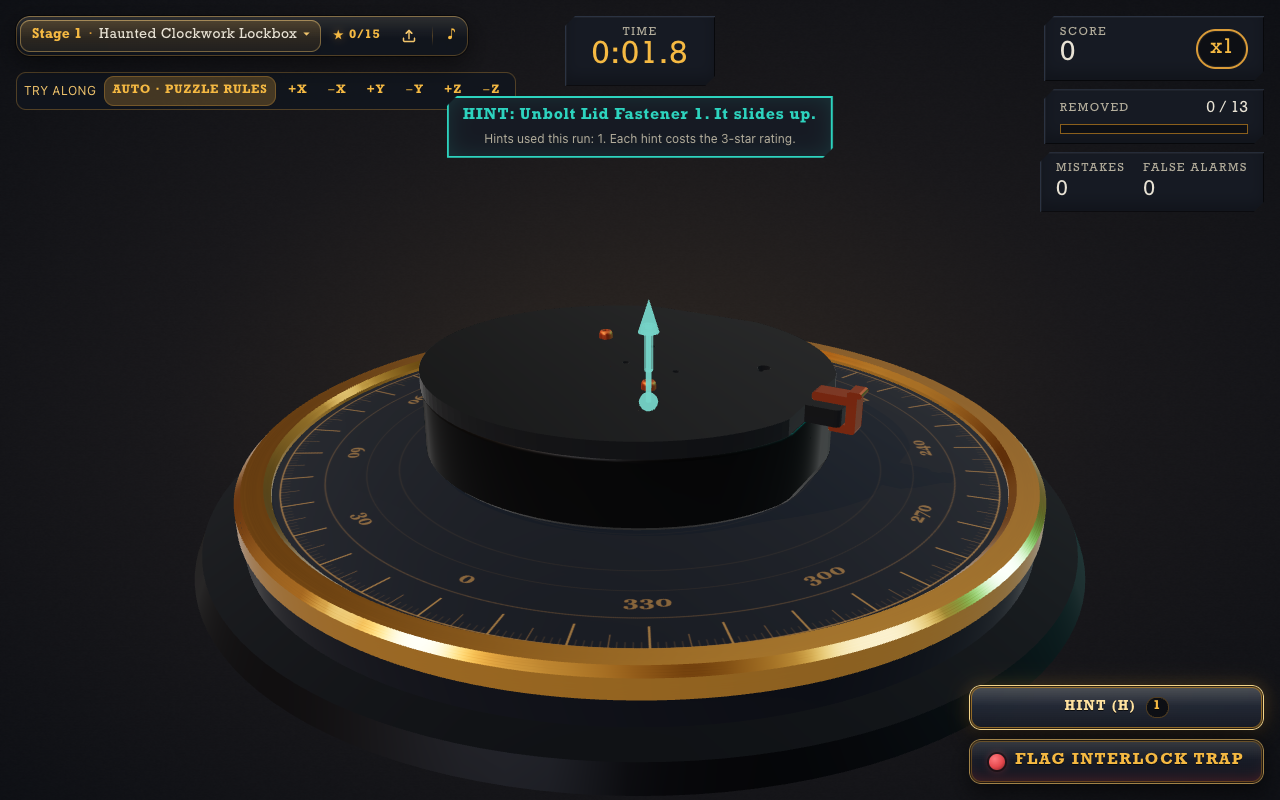 Stage 1 · Haunted Clockwork Lockbox ★ 0/15 ♪
TRY ALONG AUTO · PUZZLE RULES +X −X +Y −Y +Z −Z
TIME
0:01.8
HINT: Unbolt Lid Fastener 1. It slides up.
Hints used this run: 1. Each hint costs the 3-star rating.
SCORE
0
x1
REMOVED 0 / 13
MISTAKES FALSE ALARMS
0 0
60
30
0
330
300
270
240
HINT (H) 1
FLAG INTERLOCK TRAP